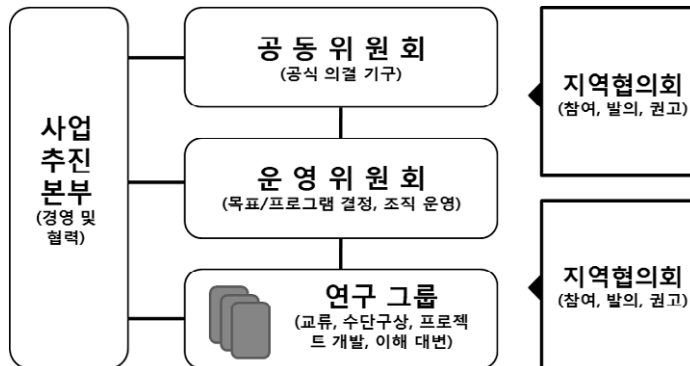 사업
추진
본부
(경영 및
협력)
공 동 위 원 회
(공식 의결 기구)
운 영 위 원 회
(목표/프로그램 결정, 조직 운영)
연구 그룹
(교류, 수단구상, 프로젝
트 개발, 이해 대변)
지역협의회
(참여, 발의, 권고)
지역협의회
(참여, 발의, 권고)